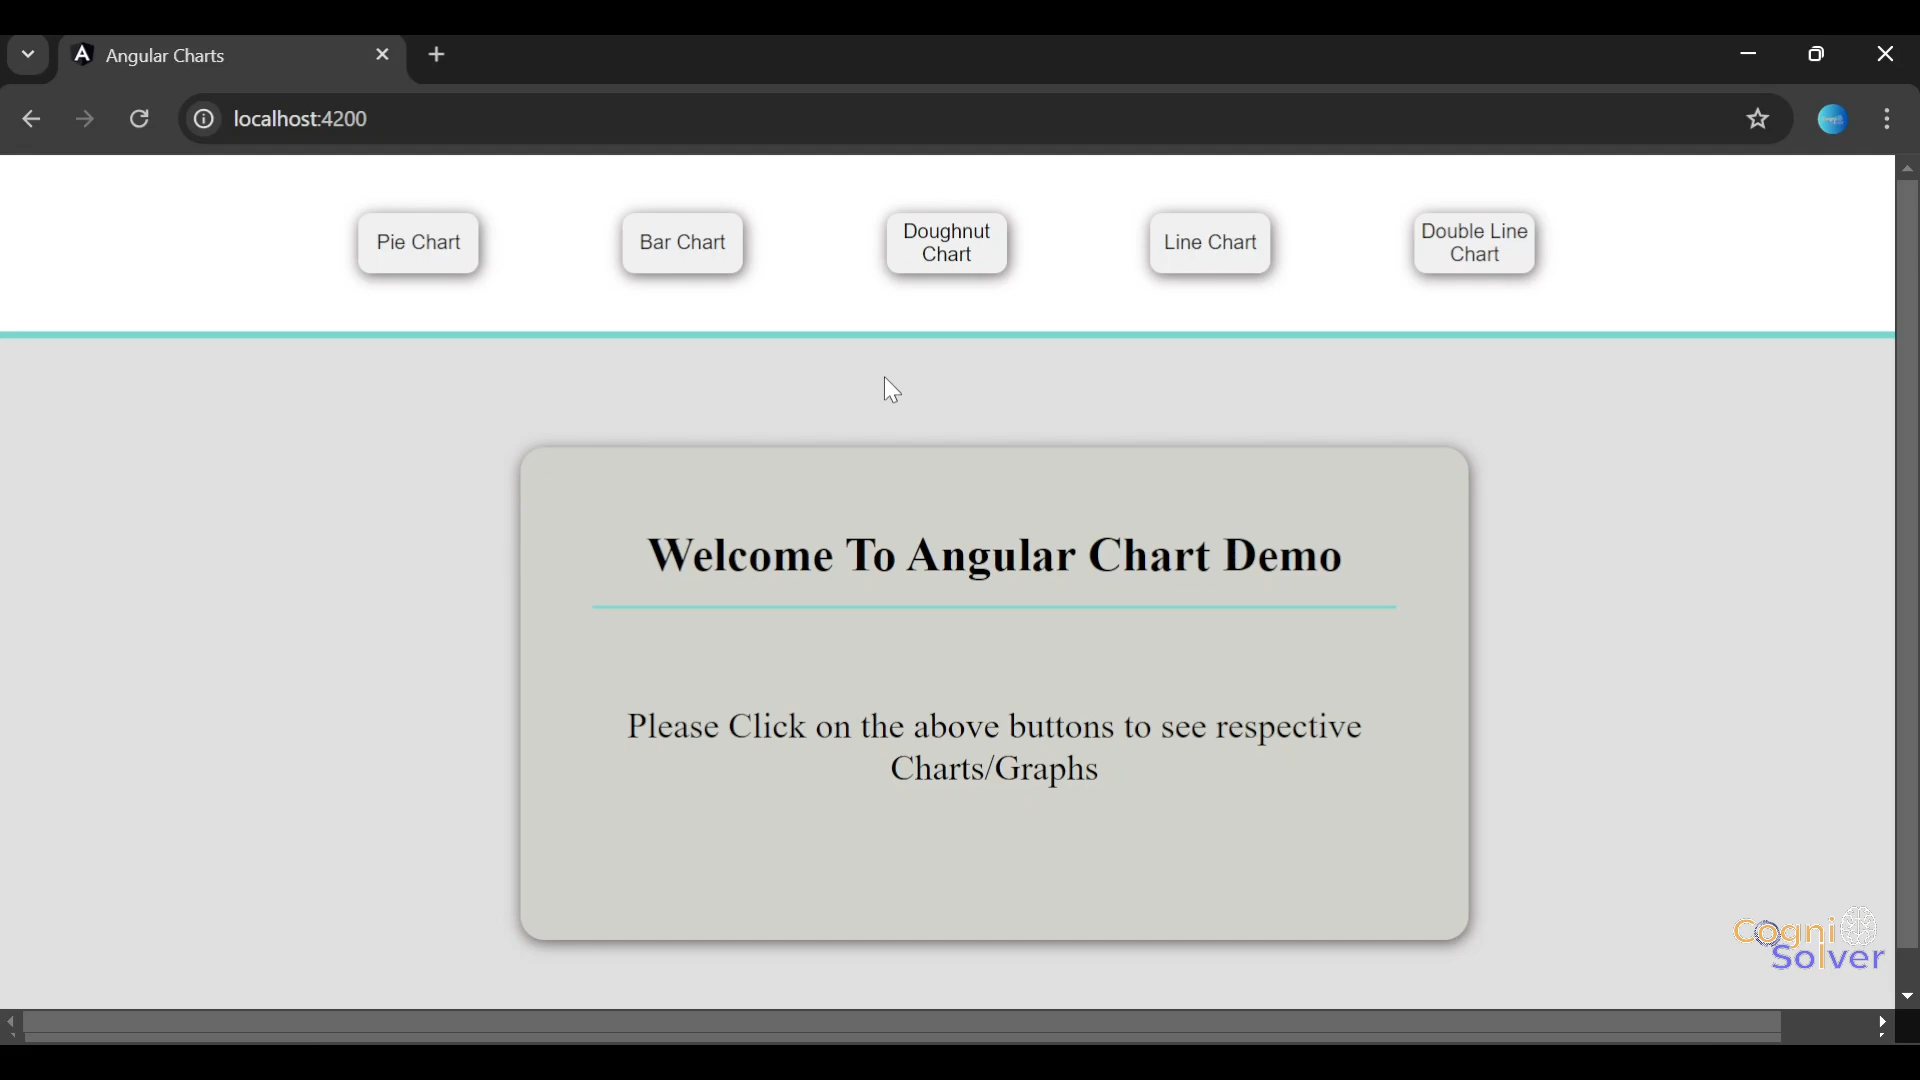 Angular Charts
localhost:4200
Pie Chart
Bar Chart
Doughnut
Chart
Line Chart
Double Line
Chart
Welcome To Angular Chart Demo
Please Click on the above buttons to see respective
Charts/Graphs
Cogni
Solver